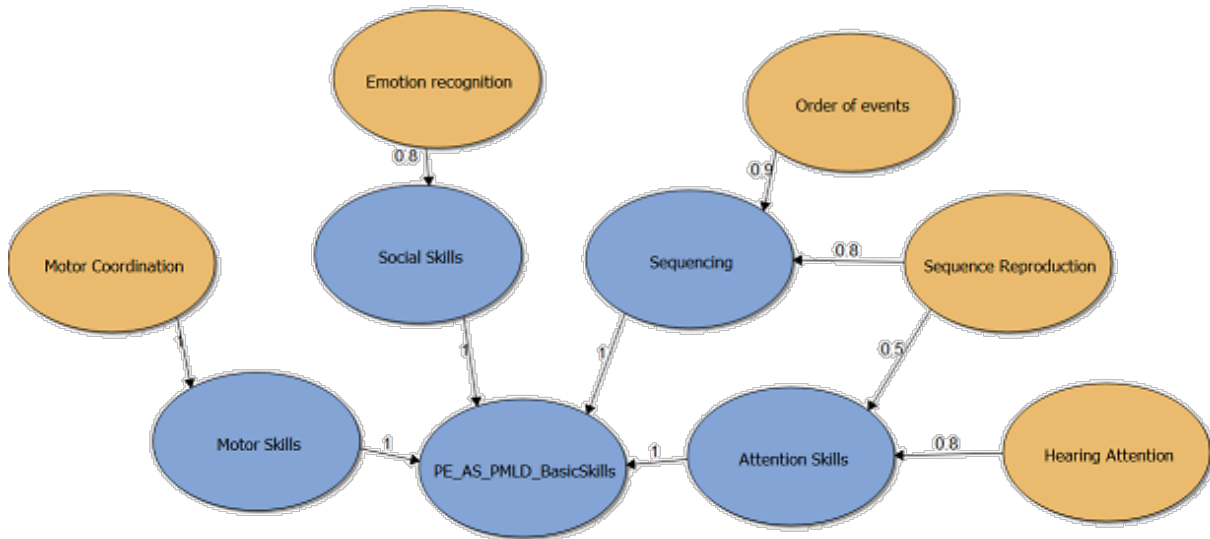 Emotion recognition
Order of events
0.8
0.9
Motor Coordination
Social Skills
Sequencing
0.8
Sequence Reproduction
1
1
1
0.5
Motor Skills
1
PE_AS_PMLD_BasicSkills
1
Attention Skills
0.8
Hearing Attention